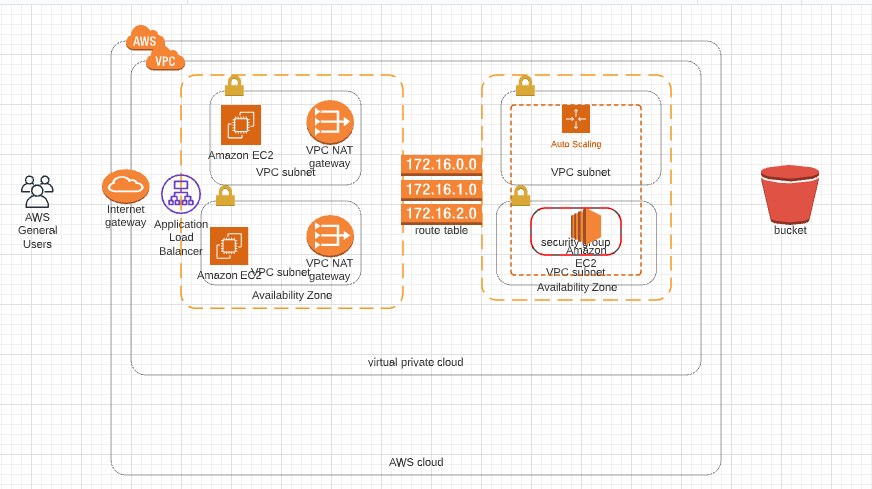 AWS
VPC
Amazon EC2
VPC NAT
gateway
VPC subnet
Auto Scaling
VPC subnet
172.16.0.0
172.16.1.0
172.16.2.0
route table
AWS
General
Users
Internet
gateway
Application
Load
Balancer
Amazon EC2
VPC NAT
gateway
VPC subnet
Availability Zone
security group
Amazon
EC2
VPC subnet
Availability Zone
bucket
virtual private cloud
AWS cloud